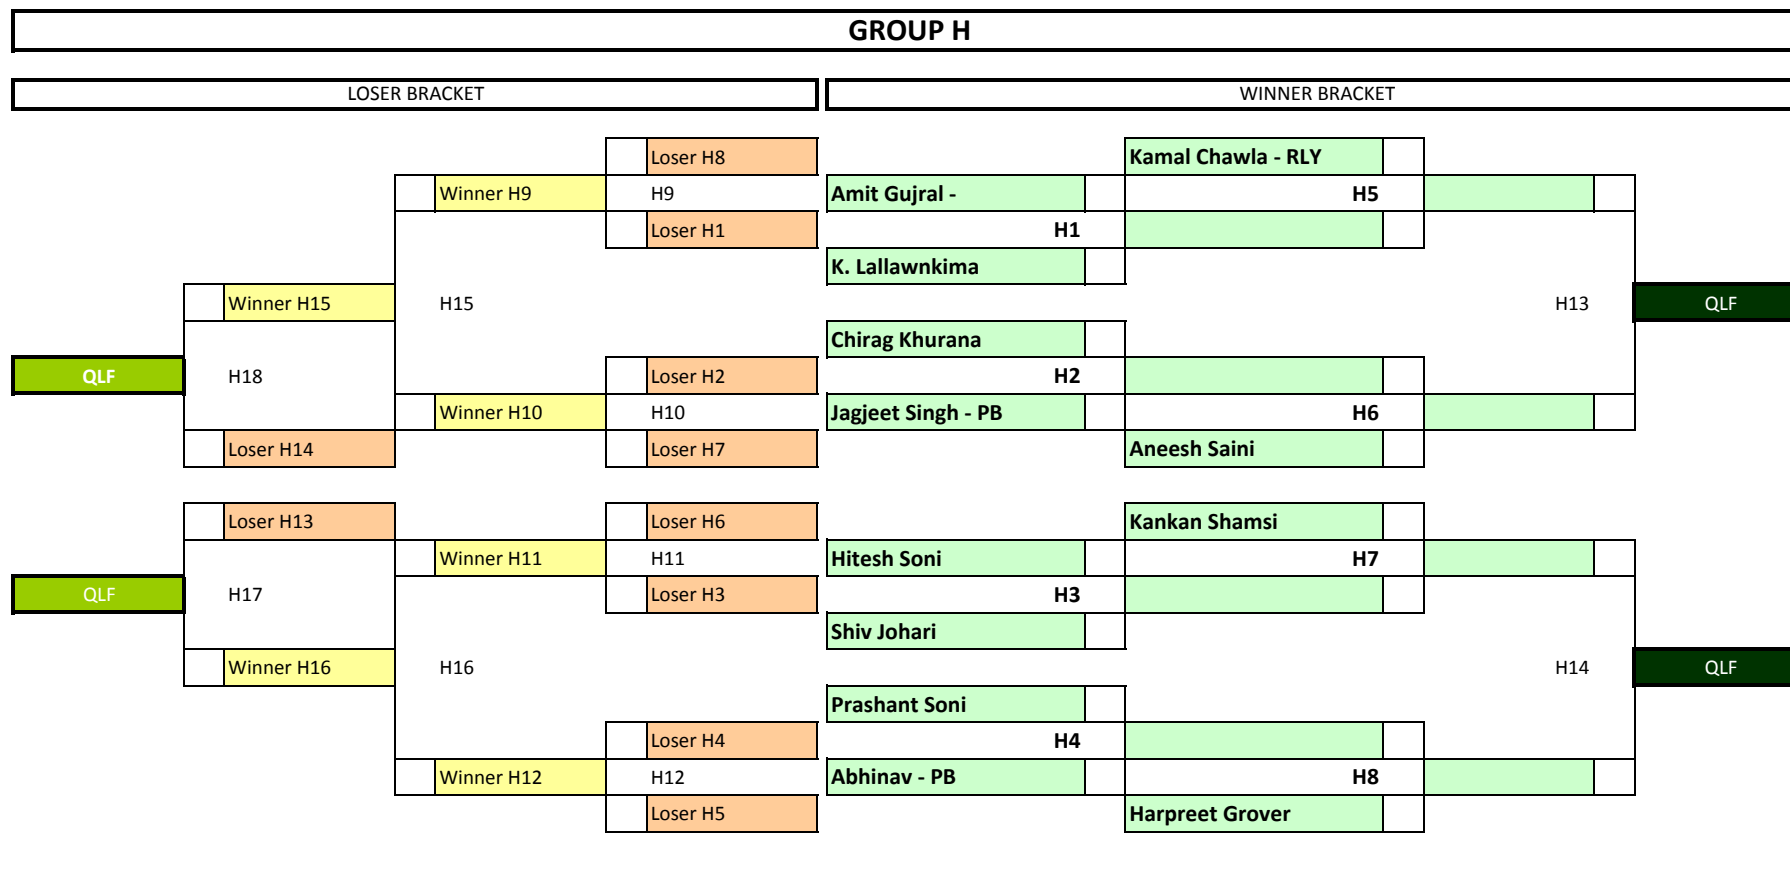 GROUP H
LOSER BRACKET WINNER BRACKET
Loser H8 Kamal Chawla - RLY
Winner H9 H9 Amit Gujral - H5
Loser H1 H1
K. Lallawnkima
Winner H15 H15 H13 QLF
Chirag Khurana
QLF H18 Loser H2 H2
Winner H10 H10 Jagjeet Singh - PB H6
Loser H14 Loser H7 Aneesh Saini
Loser H13 Loser H6 Kankan Shamsi
Winner H11 H11 Hitesh Soni H7
QLF H17 Loser H3 H3
Shiv Johari
Winner H16 H16 H14 QLF
Prashant Soni
Loser H4 H4
Winner H12 H12 Abhinav - PB H8
Loser H5 Harpreet Grover